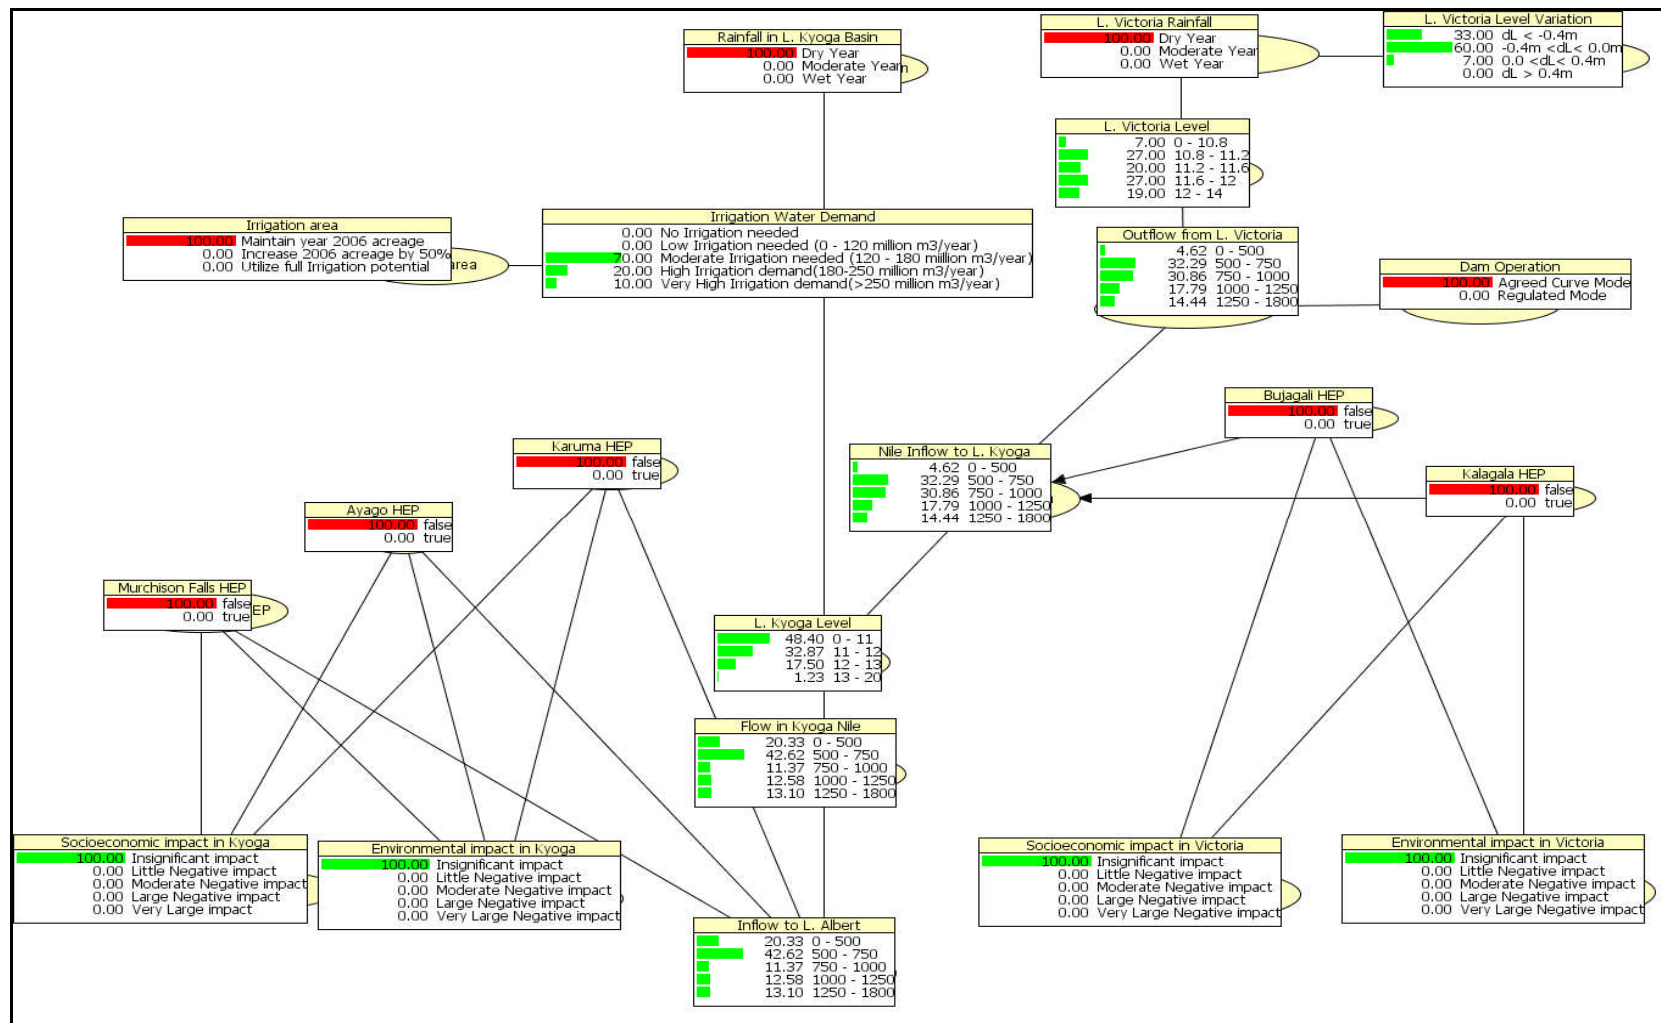 Rainfall in L. Kyoga Basin
100.00 Dry Year
0.00 Moderate Year
0.00 Wet Year
L. Victoria Rainfall
100.00 Dry Year
0.00 Moderate Year
0.00 Wet Year
L. Victoria Level Variation
33.00 dL < -0.4m
60.00 -0.4m <dL< 0.0m
7.00 0.0 <dL< 0.4m
0.00 dL > 0.4m
L. Victoria Level
7.00 0 - 10.8
27.00 10.8 - 11.2
20.00 11.2 - 11.6
27.00 11.6 - 12
19.00 12 - 14
Irrigation area
100.00 Maintain year 2006 acreage
0.00 Increase 2006 acreage by 50%
0.00 Utilize full Irrigation potential
area
Irrigation Water Demand
0.00 No Irrigation needed
0.00 Low Irrigation needed (0 - 120 million m3/year)
70.00 Moderate Irrigation needed (120 - 180 million m3/year)
20.00 High Irrigation demand(180-250 million m3/year)
10.00 Very High Irrigation demand(>250 million m3/year)
Outflow from L. Victoria
4.62 0 - 500
32.29 500 - 750
30.86 750 - 1000
17.79 1000 - 1250
14.44 1250 - 1800
Dam Operation
100.00 Agreed Curve Mode
0.00 Regulated Mode
Bujagali HEP
100.00 false
0.00 true
Karuma HEP
100.00 false
0.00 true
Nile Inflow to L. Kyoga
4.62 0 - 500
32.29 500 - 750
30.86 750 - 1000
17.79 1000 - 1250
14.44 1250 - 1800
Kalagala HEP
100.00 false
0.00 true
Ayago HEP
100.00 false
0.00 true
Murchison Falls HEP
100.00 false
0.00 true
EP
L. Kyoga Level
48.40 0 - 11
32.87 11 - 12
17.50 12 - 13
1.23 13 - 20
Flow in Kyoga Nile
20.33 0 - 500
42.62 500 - 750
11.37 750 - 1000
12.58 1000 - 1250
13.10 1250 - 1800
Socioeconomic impact in Kyoga
100.00 Insignificant impact
0.00 Little Negative impact
0.00 Moderate Negative impact
0.00 Large Negative impact
0.00 Very Large impact
Environmental impact in Kyoga
100.00 Insignificant impact
0.00 Little Negative impact
0.00 Moderate Negative impact
0.00 Large Negative impact
0.00 Very Large Negative impact
Socioeconomic impact in Victoria
100.00 Insignificant impact
0.00 Little Negative impact
0.00 Moderate Negative impact
0.00 Large Negative impact
0.00 Very Large Negative impact
Environmental impact in Victoria
100.00 Insignificant impact
0.00 Little Negative impact
0.00 Moderate Negative impact
0.00 Large Negative impact
0.00 Very Large Negative impact
Inflow to L. Albert
20.33 0 - 500
42.62 500 - 750
11.37 750 - 1000
12.58 1000 - 1250
13.10 1250 - 1800